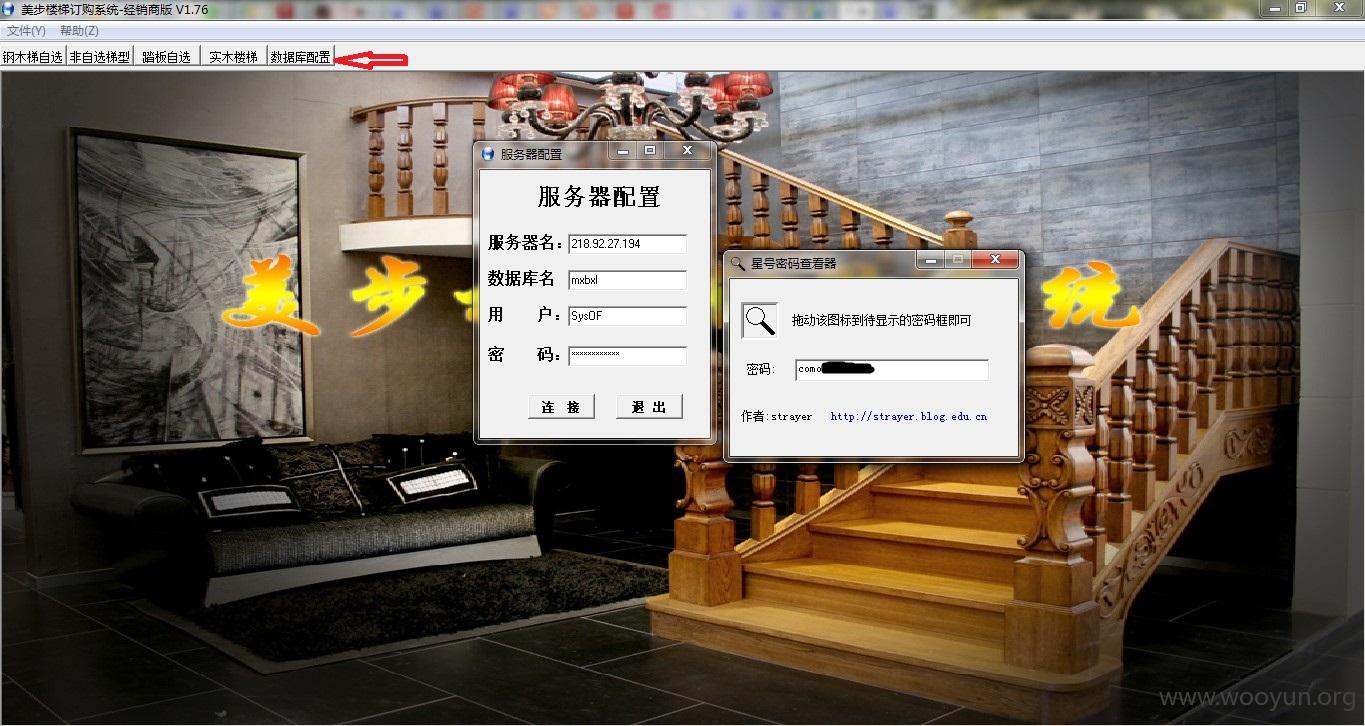 美步楼梯订购系统-经销商版 V1.76
文件(Y) 帮助(Z)
钢木梯自选 非自选梯型 踏板自选 实木楼梯 数据库配置
服务器配置
服务器配置
服务器名: 218.92.27.194
数据库名 mxbxl
用 户: SysOF
密 码: ************
连 接 退 出
星号密码查看器
拖动该图标到待显示的密码框即可
密码: como
作者:strayer http://strayer.blog.edu.cn
美 步 统
www.wooyun.org